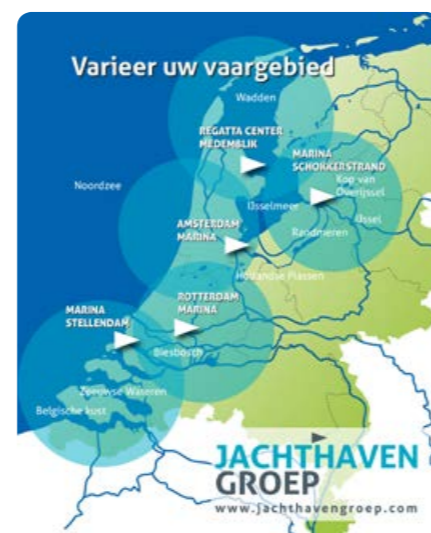 Varieer uw vaargebied
Wadden
REGATTA CENTER
MEDEMBLIK
MARINA
SCHOKKERSTRAND
Kop van
Overijssel
Noordzee
IJsselmeer
IJssel
AMSTERDAM
MARINA
Randmeren
Hollandse Plassen
MARINA
STELLENDAM
ROTTERDAM
MARINA
Biesbosch
Zeeuwse Wateren
Belgische kust
JACHTHAVEN
GROEP
www.jachthavengroep.com